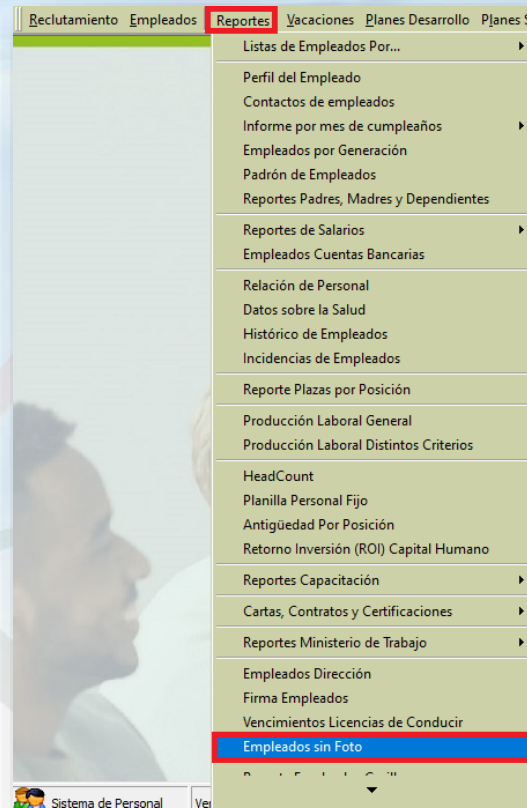 Reclutamiento Empleados Reportes Vacaciones Planes Desarrollo Planes S
Listas de Empleados Por...
Perfil del Empleado
Contactos de empleados
Informe por mes de cumpleaños
Empleados por Generación
Padrón de Empleados
Reportes Padres, Madres y Dependientes
Reportes de Salarios
Empleados Cuentas Bancarias
Relación de Personal
Datos sobre la Salud
Histórico de Empleados
Incidencias de Empleados
Reporte Plazas por Posición
Producción Laboral General
Producción Laboral Distintos Criterios
HeadCount
Planilla Personal Fijo
Antigüedad Por Posición
Retorno Inversión (ROI) Capital Humano
Reportes Capacitación
Cartas, Contratos y Certificaciones
Reportes Ministerio de Trabajo
Empleados Dirección
Firma Empleados
Vencimientos Licencias de Conducir
Empleados sin Foto
Sistema de Personal Ver